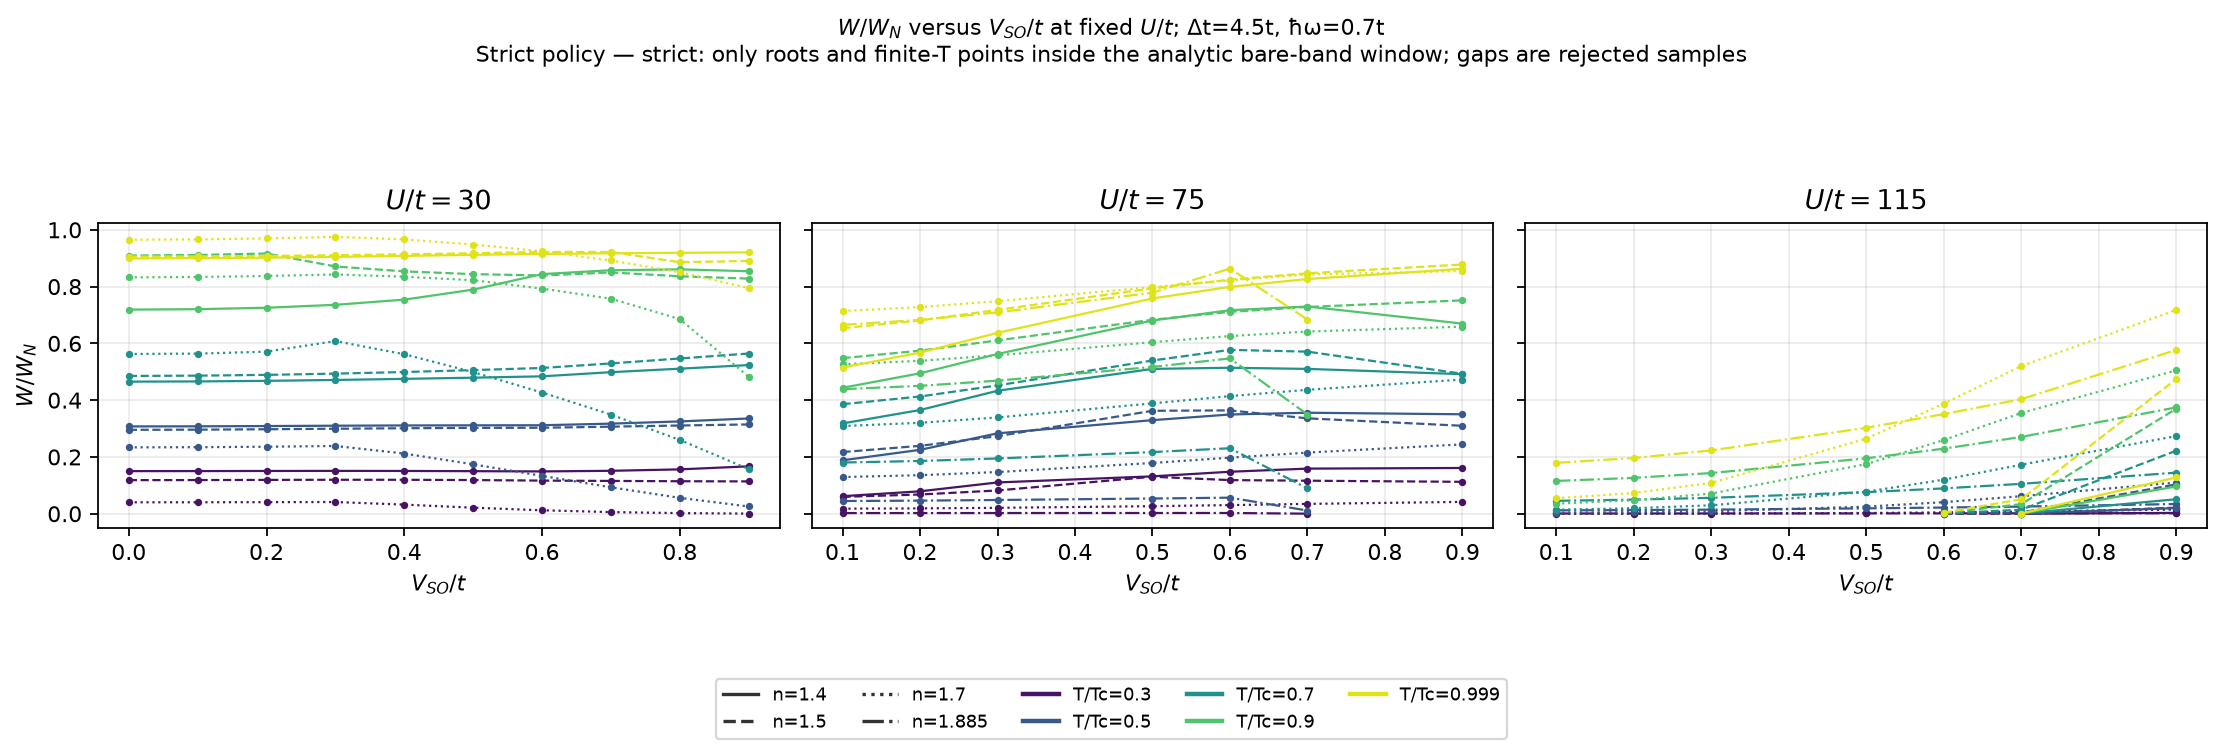 W/W_N versus V_SO/t at fixed U/t; Δt=4.5t, ħω=0.7t
Strict policy — strict: only roots and finite-T points inside the analytic bare-band window; gaps are rejected samples
U/t = 30
U/t = 75
U/t = 115
W/W_N
1.0
0.8
0.6
0.4
0.2
0.0
0.0 0.2 0.4 0.6 0.8
0.1 0.2 0.3 0.4 0.5 0.6 0.7 0.8 0.9
0.1 0.2 0.3 0.4 0.5 0.6 0.7 0.8 0.9
V_SO/t
V_SO/t
V_SO/t
n=1.4 n=1.7 T/Tc=0.3 T/Tc=0.7 T/Tc=0.999
n=1.5 n=1.885 T/Tc=0.5 T/Tc=0.9